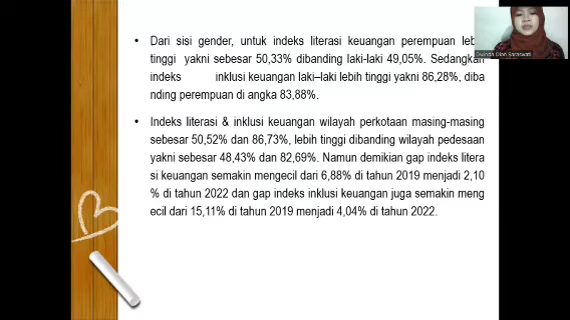 • Dari sisi gender, untuk indeks literasi keuangan perempuan
tinggi yakni sebesar 50,33% dibanding laki-laki 49,05%. Sedangkan
indeks inklusi keuangan laki–laki lebih tinggi yakni 86,28%, diba
nding perempuan di angka 83,88%.
• Indeks literasi & inklusi keuangan wilayah perkotaan masing-masing
sebesar 50,52% dan 86,73%, lebih tinggi dibanding wilayah pedesaan
yakni sebesar 48,43% dan 82,69%. Namun demikian gap indeks litera
si keuangan semakin mengecil dari 6,88% di tahun 2019 menjadi 2,10
% di tahun 2022 dan gap indeks inklusi keuangan juga semakin meng
ecil dari 15,11% di tahun 2019 menjadi 4,04% di tahun 2022.
Dwinda Dian Saraswati